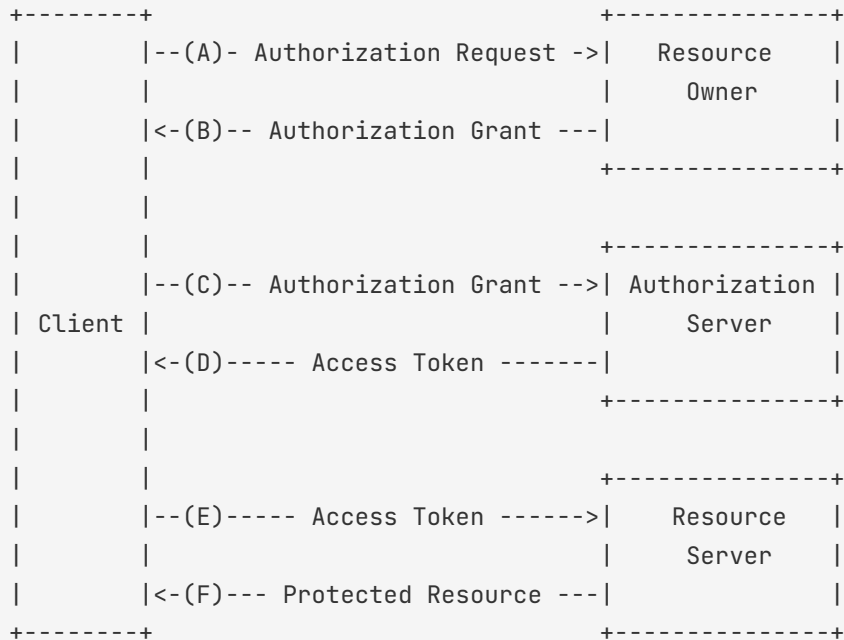 +--------+                               +---------------+
|        |--(A)- Authorization Request ->|   Resource    |
|        |                               |     Owner     |
|        |<-(B)-- Authorization Grant ---|               |
|        |                               +---------------+
|        |
|        |                               +---------------+
|        |--(C)-- Authorization Grant -->| Authorization |
| Client |                               |     Server    |
|        |<-(D)----- Access Token -------|               |
|        |                               +---------------+
|        |
|        |                               +---------------+
|        |--(E)----- Access Token ------>|    Resource   |
|        |                               |     Server    |
|        |<-(F)--- Protected Resource ---|               |
+--------+                               +---------------+